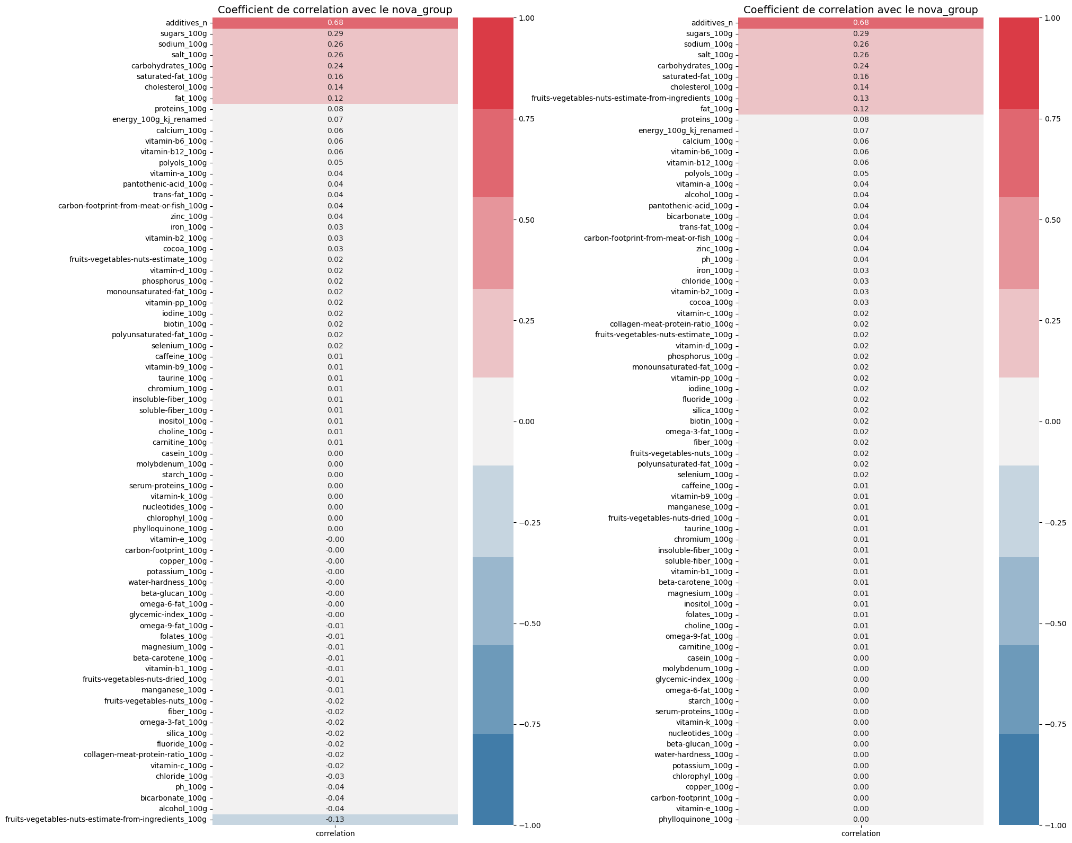 Coefficient de correlation avec le nova_group
additives_n 0.68
sugars_100g 0.29
sodium_100g 0.26
salt_100g 0.26
carbohydrates_100g 0.24
saturated-fat_100g 0.16
cholesterol_100g 0.14
fat_100g 0.12
proteins_100g 0.08
energy_100g_kj_renamed 0.07
calcium_100g 0.06
vitamin-b6_100g 0.06
vitamin-b12_100g 0.06
polyols_100g 0.05
vitamin-a_100g 0.04
pantothenic-acid_100g 0.04
trans-fat_100g 0.04
carbon-footprint-from-meat-or-fish_100g 0.04
zinc_100g 0.04
iron_100g 0.03
vitamin-b2_100g 0.03
cocoa_100g 0.03
fruits-vegetables-nuts-estimate_100g 0.02
vitamin-d_100g 0.02
phosphorus_100g 0.02
monounsaturated-fat_100g 0.02
vitamin-pp_100g 0.02
iodine_100g 0.02
biotin_100g 0.02
polyunsaturated-fat_100g 0.02
selenium_100g 0.02
caffeine_100g 0.01
vitamin-b9_100g 0.01
taurine_100g 0.01
chromium_100g 0.01
insoluble-fiber_100g 0.01
soluble-fiber_100g 0.01
inositol_100g 0.01
choline_100g 0.01
carnitine_100g 0.01
casein_100g 0.00
molybdenum_100g 0.00
starch_100g 0.00
serum-proteins_100g 0.00
vitamin-k_100g 0.00
nucleotides_100g 0.00
chlorophyl_100g 0.00
phylloquinone_100g 0.00
vitamin-e_100g -0.00
carbon-footprint_100g -0.00
copper_100g -0.00
potassium_100g -0.00
water-hardness_100g -0.00
beta-glucan_100g -0.00
omega-6-fat_100g -0.00
glycemic-index_100g -0.00
omega-9-fat_100g -0.01
folates_100g -0.01
magnesium_100g -0.01
beta-carotene_100g -0.01
vitamin-b1_100g -0.01
fruits-vegetables-nuts-dried_100g -0.01
manganese_100g -0.01
fruits-vegetables-nuts_100g -0.02
fiber_100g -0.02
omega-3-fat_100g -0.02
silica_100g -0.02
fluoride_100g -0.02
collagen-meat-protein-ratio_100g -0.02
vitamin-c_100g -0.02
chloride_100g -0.03
ph_100g -0.04
bicarbonate_100g -0.04
alcohol_100g -0.04
fruits-vegetables-nuts-estimate-from-ingredients_100g -0.13
correlation
1.00
0.75
0.50
0.25
0.00
−0.25
−0.50
−0.75
−1.00
Coefficient de correlation avec le nova_group
additives_n 0.68
sugars_100g 0.29
sodium_100g 0.26
salt_100g 0.26
carbohydrates_100g 0.24
saturated-fat_100g 0.16
cholesterol_100g 0.14
fruits-vegetables-nuts-estimate-from-ingredients_100g 0.13
fat_100g 0.12
proteins_100g 0.08
energy_100g_kj_renamed 0.07
calcium_100g 0.06
vitamin-b6_100g 0.06
vitamin-b12_100g 0.06
polyols_100g 0.05
vitamin-a_100g 0.04
alcohol_100g 0.04
pantothenic-acid_100g 0.04
bicarbonate_100g 0.04
trans-fat_100g 0.04
carbon-footprint-from-meat-or-fish_100g 0.04
zinc_100g 0.04
ph_100g 0.04
iron_100g 0.03
chloride_100g 0.03
vitamin-b2_100g 0.03
cocoa_100g 0.03
vitamin-c_100g 0.02
collagen-meat-protein-ratio_100g 0.02
fruits-vegetables-nuts-estimate_100g 0.02
vitamin-d_100g 0.02
phosphorus_100g 0.02
monounsaturated-fat_100g 0.02
vitamin-pp_100g 0.02
iodine_100g 0.02
fluoride_100g 0.02
silica_100g 0.02
biotin_100g 0.02
omega-3-fat_100g 0.02
fiber_100g 0.02
fruits-vegetables-nuts_100g 0.02
polyunsaturated-fat_100g 0.02
selenium_100g 0.02
caffeine_100g 0.01
vitamin-b9_100g 0.01
manganese_100g 0.01
fruits-vegetables-nuts-dried_100g 0.01
taurine_100g 0.01
chromium_100g 0.01
insoluble-fiber_100g 0.01
soluble-fiber_100g 0.01
vitamin-b1_100g 0.01
beta-carotene_100g 0.01
magnesium_100g 0.01
inositol_100g 0.01
folates_100g 0.01
choline_100g 0.01
omega-9-fat_100g 0.01
carnitine_100g 0.01
casein_100g 0.00
molybdenum_100g 0.00
glycemic-index_100g 0.00
omega-6-fat_100g 0.00
starch_100g 0.00
serum-proteins_100g 0.00
vitamin-k_100g 0.00
nucleotides_100g 0.00
beta-glucan_100g 0.00
water-hardness_100g 0.00
potassium_100g 0.00
chlorophyl_100g 0.00
copper_100g 0.00
carbon-footprint_100g 0.00
vitamin-e_100g 0.00
phylloquinone_100g 0.00
correlation
1.00
0.75
0.50
0.25
0.00
−0.25
−0.50
−0.75
−1.00